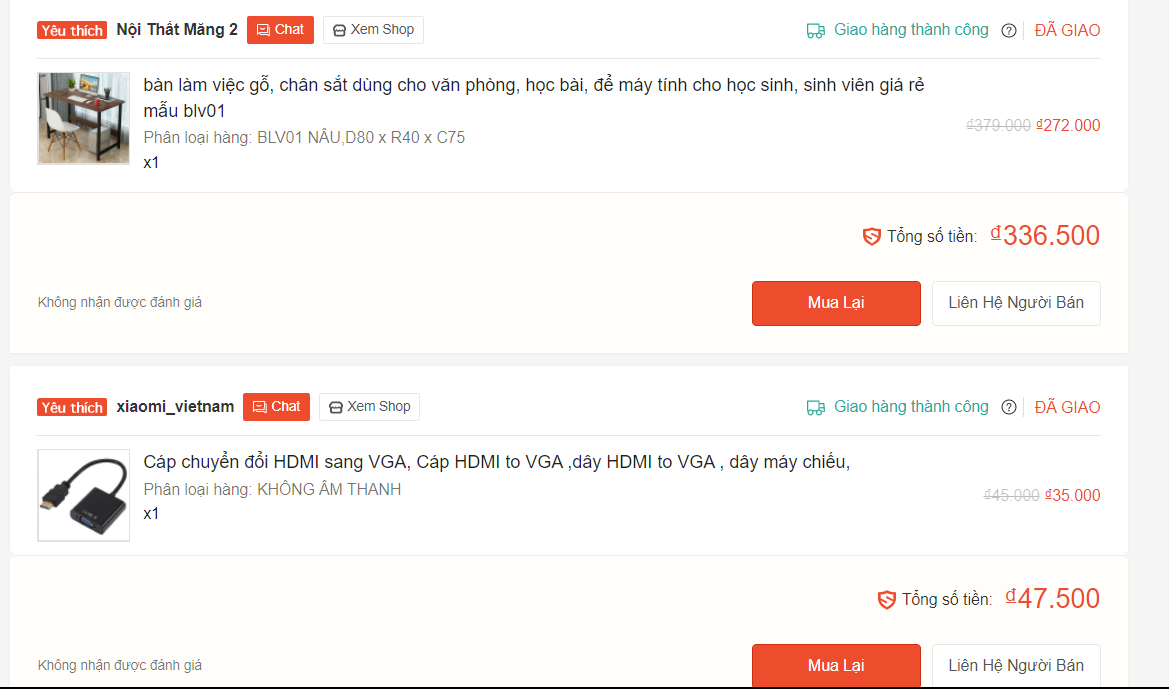 Yêu thích Nội Thất Măng 2 Chat Xem Shop Giao hàng thành công ? ĐÃ GIAO
bàn làm việc gỗ, chân sắt dùng cho văn phòng, học bài, để máy tính cho học sinh, sinh viên giá rẻ
mẫu blv01
₫379.000 ₫272.000
Phân loại hàng: BLV01 NÂU,D80 x R40 x C75
x1
Tổng số tiền: ₫336.500
Không nhận được đánh giá Mua Lại Liên Hệ Người Bán
Yêu thích xiaomi_vietnam Chat Xem Shop Giao hàng thành công ? ĐÃ GIAO
Cáp chuyển đổi HDMI sang VGA, Cáp HDMI to VGA ,dây HDMI to VGA , dây máy chiếu,
Phân loại hàng: KHÔNG ÂM THANH ₫45.000 ₫35.000
x1
Tổng số tiền: ₫47.500
Không nhận được đánh giá Mua Lại Liên Hệ Người Bán